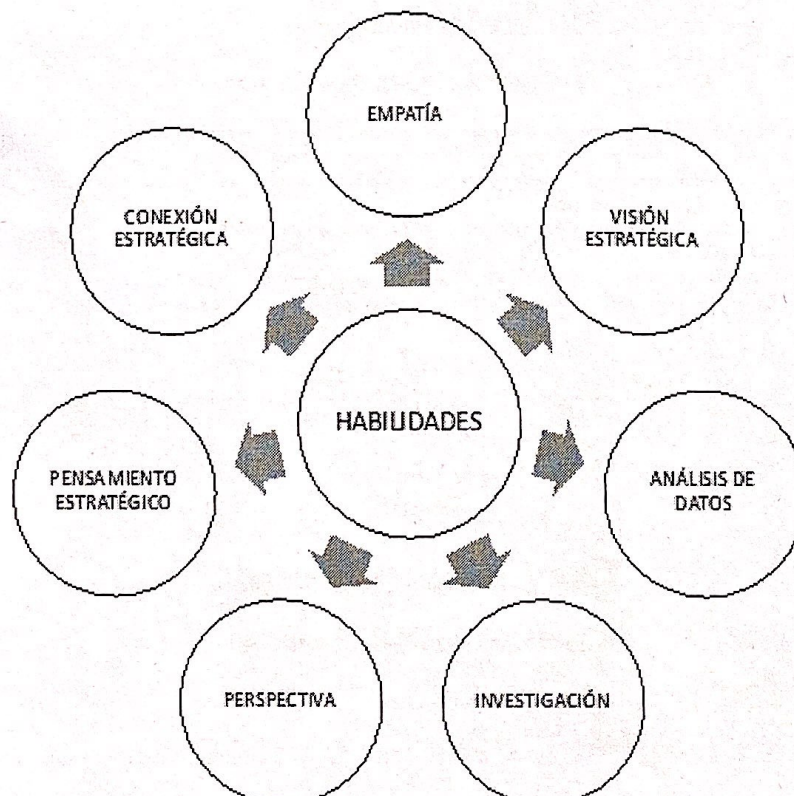 EMPATÍA
CONEXIÓN
ESTRATÉGICA
VISIÓN
ESTRATÉGICA
HABILIDADES
PENSAMIENTO
ESTRATÉGICO
ANÁLISIS DE
DATOS
PERSPECTIVA
INVESTIGACIÓN